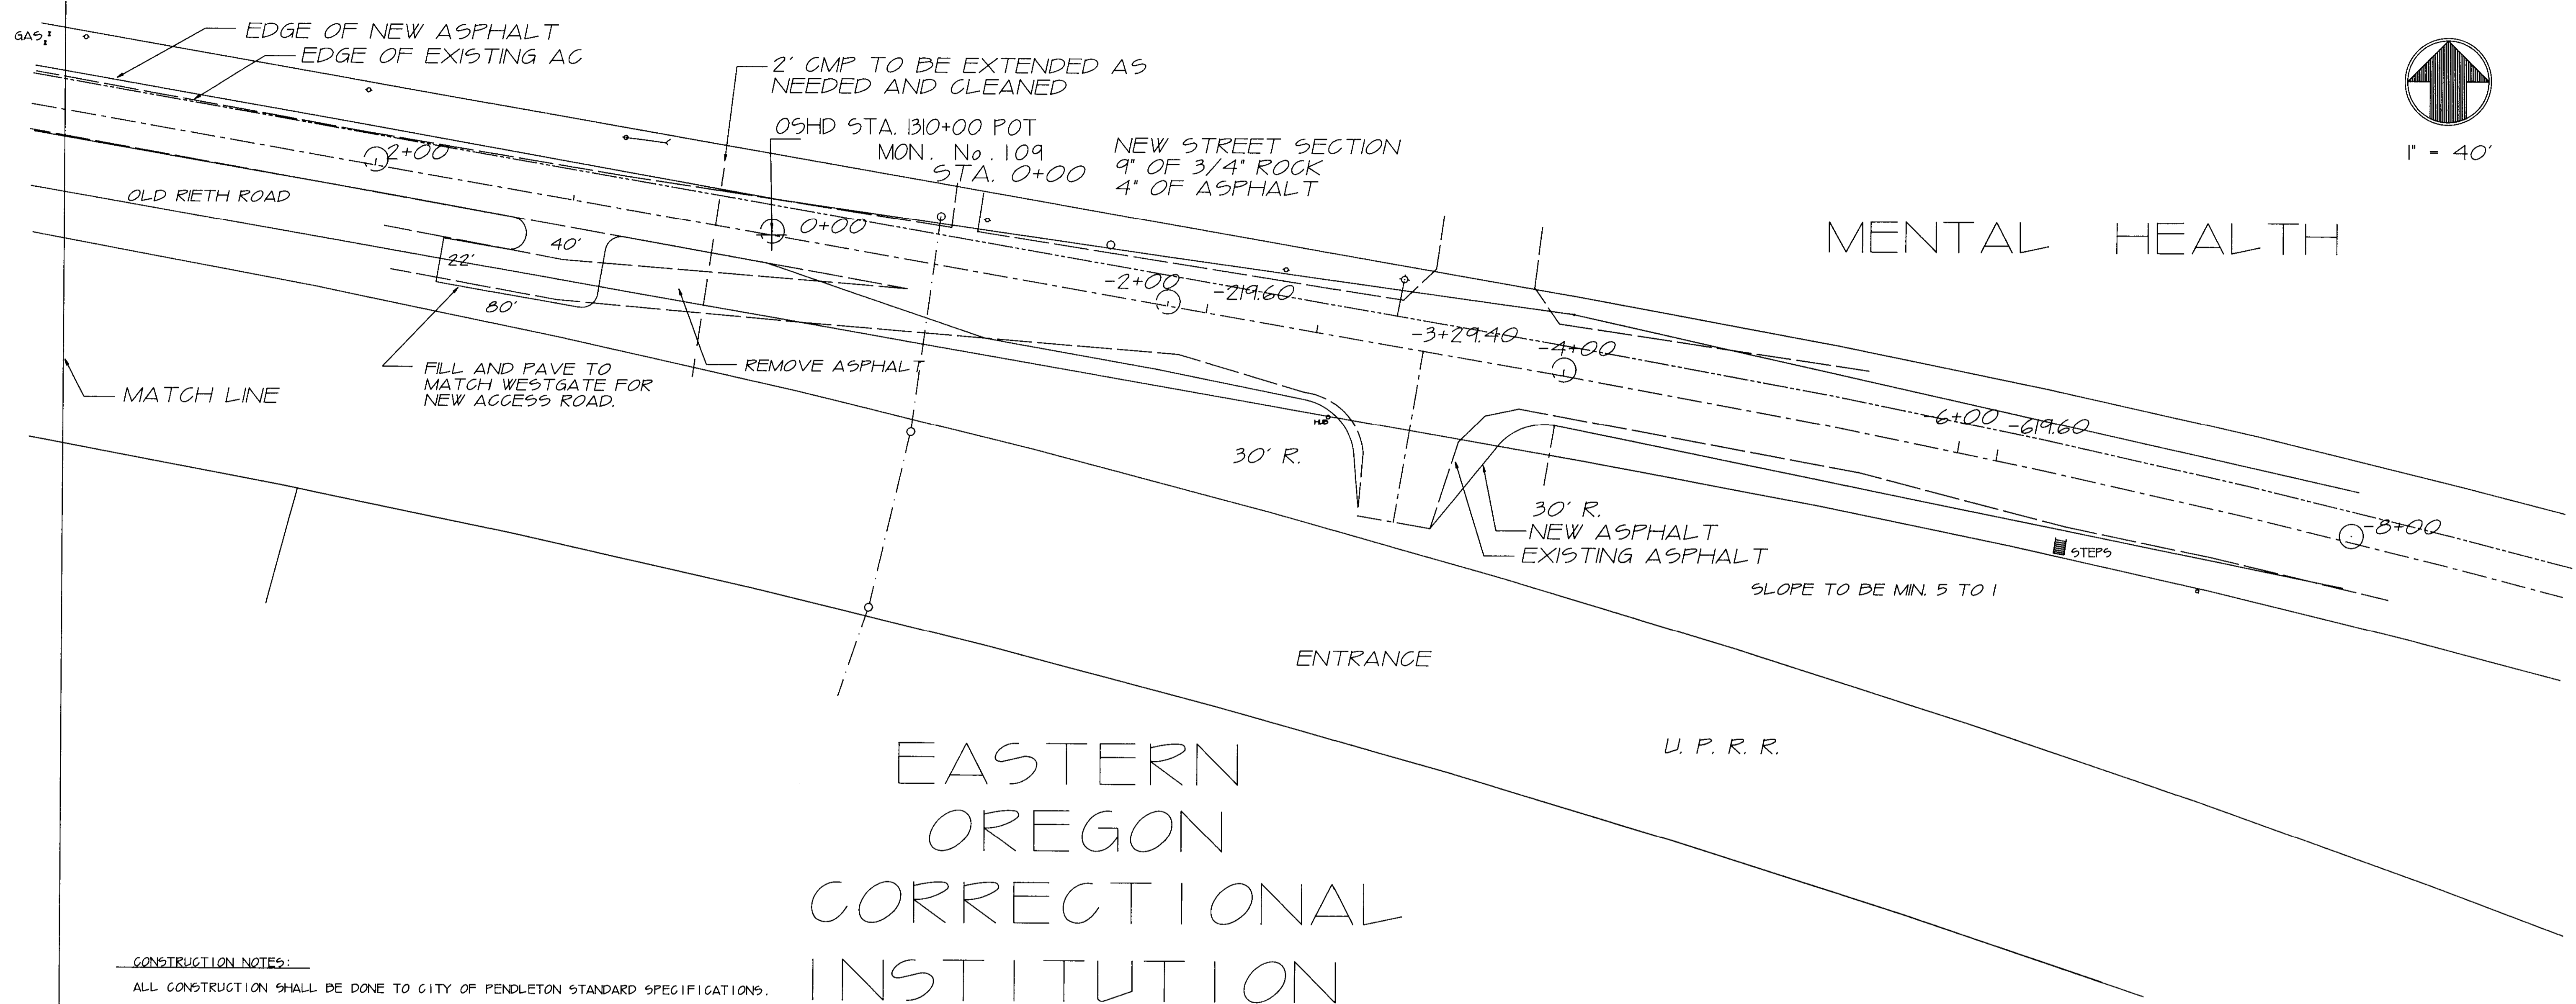 GAS
EDGE OF NEW ASPHALT
EDGE OF EXISTING AC
2' CMP TO BE EXTENDED AS
NEEDED AND CLEANED
OSHD STA. 1310+00 POT
MON. No. 109
STA. 0+00
NEW STREET SECTION
9" OF 3/4" ROCK
4" OF ASPHALT
1" - 40'
MENTAL HEALTH
2+00
OLD RIETH ROAD
40'
22'
80'
0+00
-2+00
-219.60
-3+29.40
-4+00
-6+00
-619.60
-8+00
FILL AND PAVE TO
MATCH WESTGATE FOR
NEW ACCESS ROAD.
REMOVE ASPHALT
MATCH LINE
HUB
30' R.
30' R.
NEW ASPHALT
EXISTING ASPHALT
STEPS
SLOPE TO BE MIN. 5 TO 1
ENTRANCE
U. P. R. R.
EASTERN
OREGON
CORRECTIONAL
INSTITUTION
CONSTRUCTION NOTES:
ALL CONSTRUCTION SHALL BE DONE TO CITY OF PENDLETON STANDARD SPECIFICATIONS.